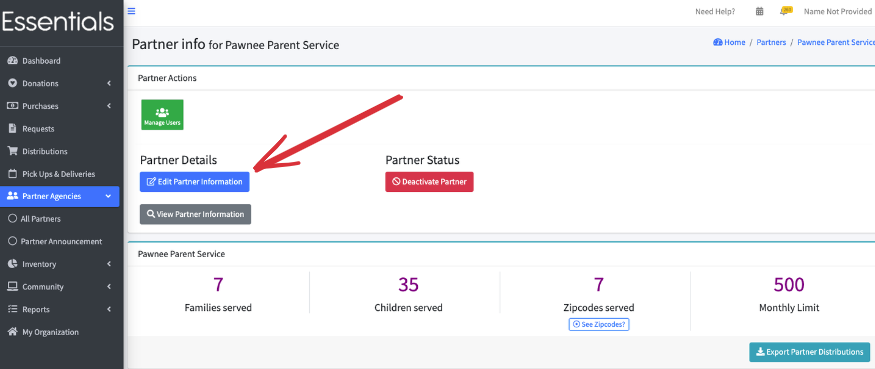 Essentials
Need Help?
Name Not Provided
Partner info for Pawnee Parent Service
Home / Partners / Pawnee Parent Service
Dashboard
Donations
Purchases
Requests
Distributions
Pick Ups & Deliveries
Partner Agencies
All Partners
Partner Announcement
Inventory
Community
Reports
My Organization
Partner Actions
Manage Users
Partner Details
Partner Status
Edit Partner Information
Deactivate Partner
View Partner Information
Pawnee Parent Service
7
35
7
500
Families served
Children served
Zipcodes served
Monthly Limit
See Zipcodes?
Export Partner Distributions